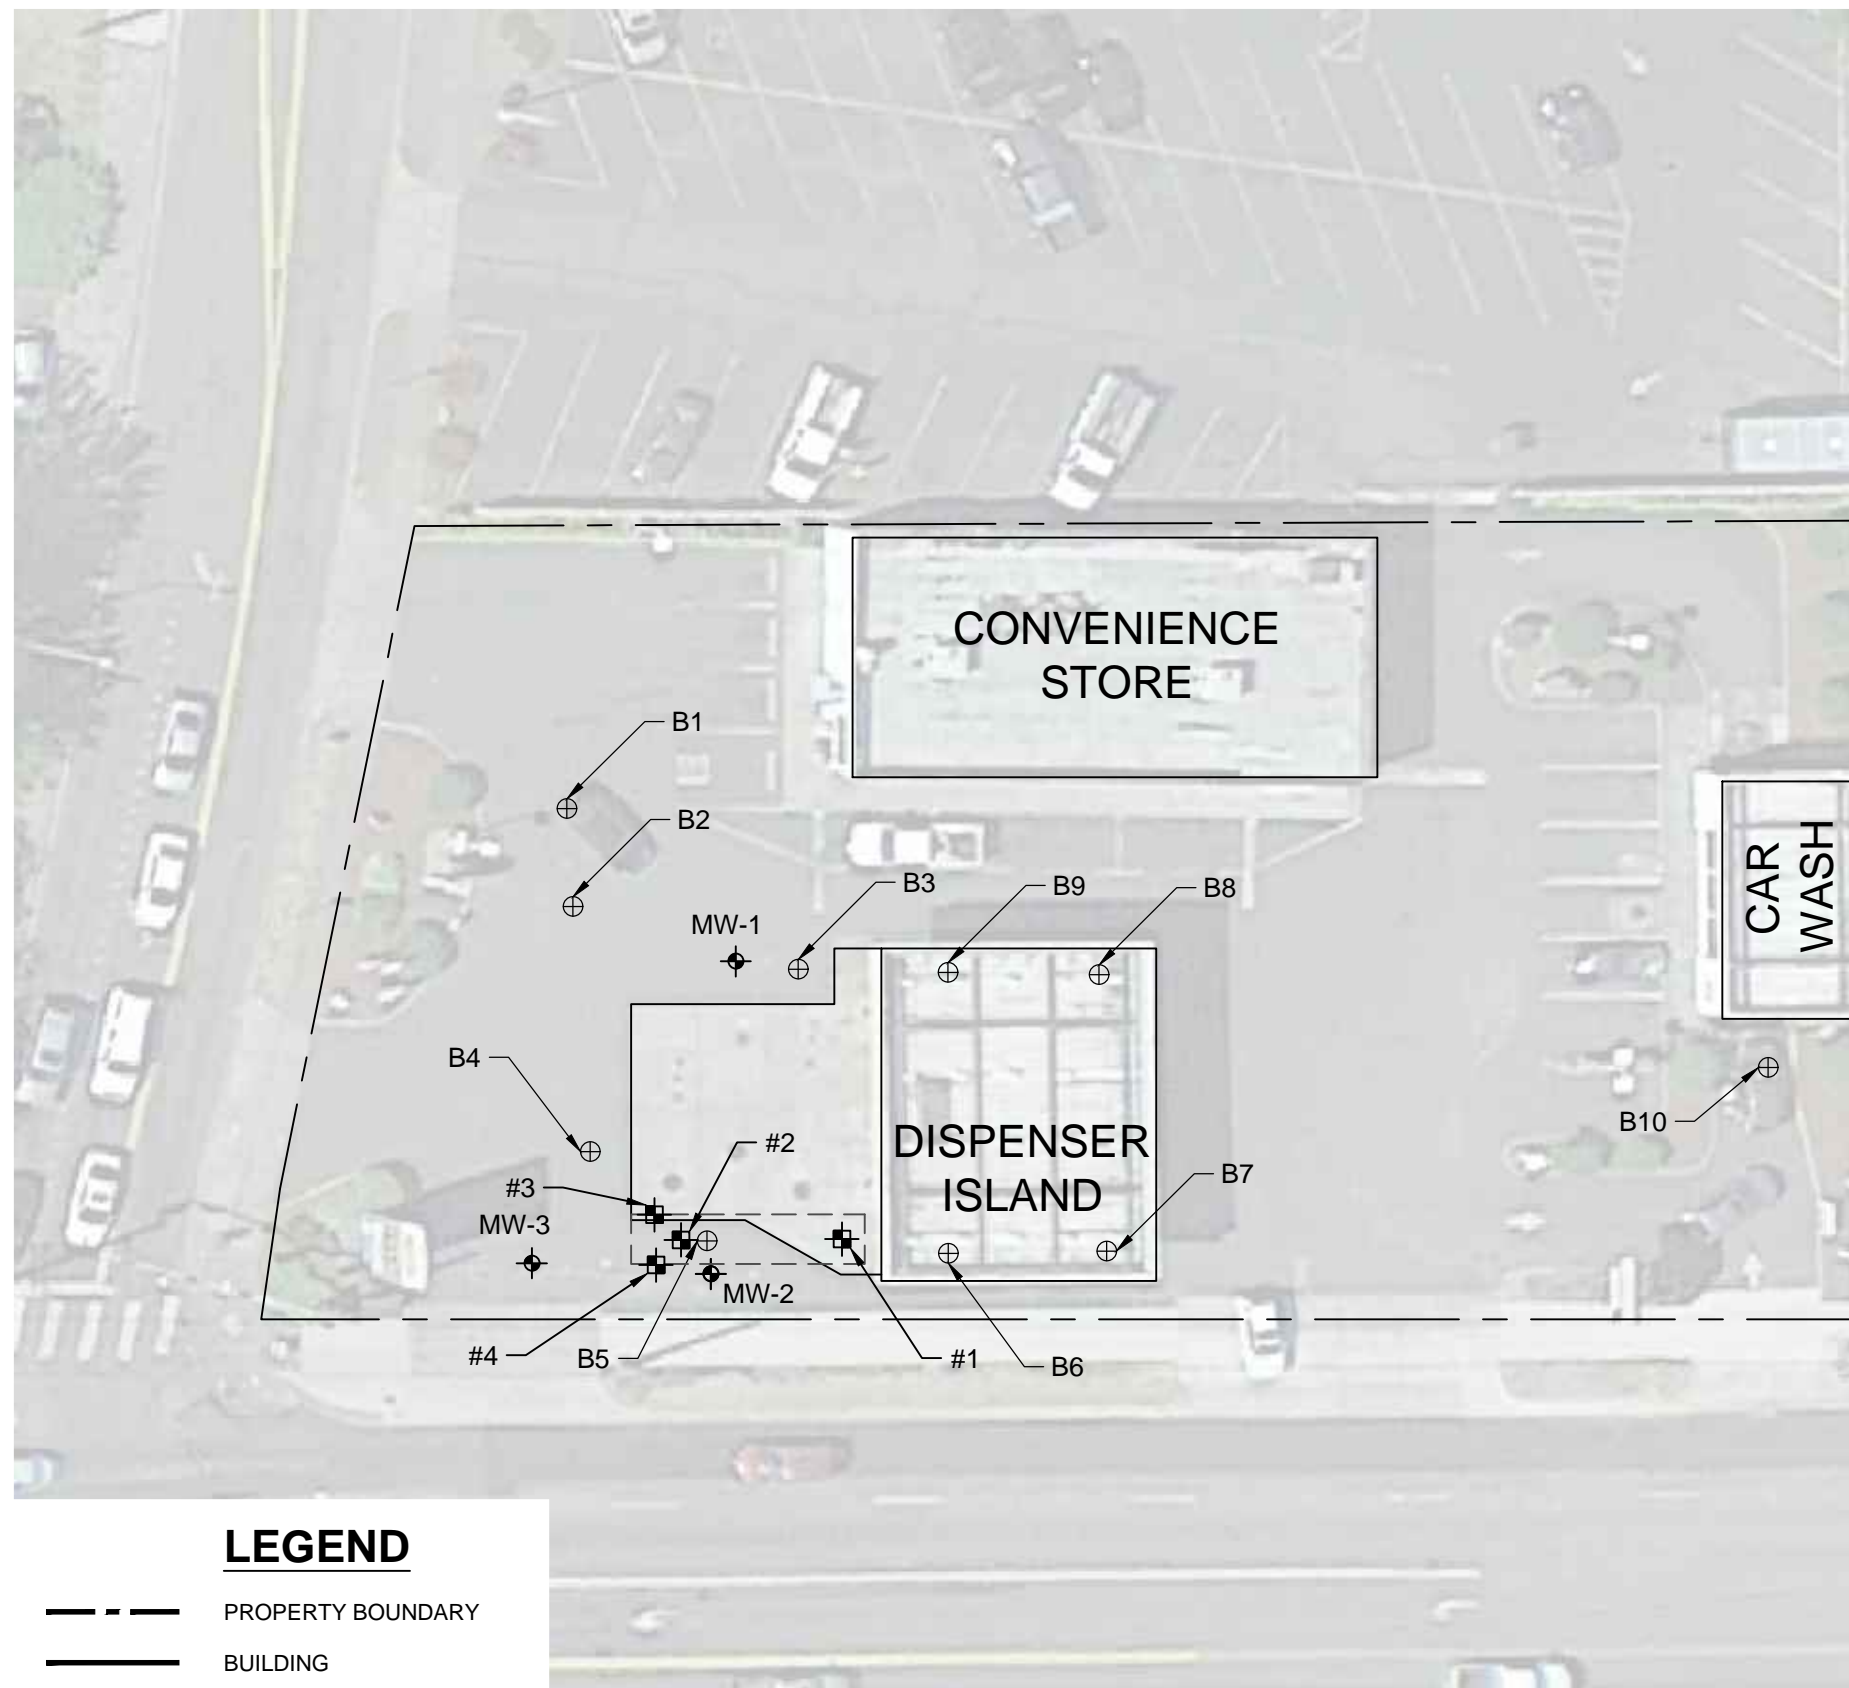 CONVENIENCE
STORE
B1
B2
B3
B9
B8
MW-1
CAR
WASH
B4
#2
DISPENSER
ISLAND
B10
B7
#3
MW-3
MW-2
#4
B5
#1
B6
LEGEND
PROPERTY BOUNDARY
BUILDING